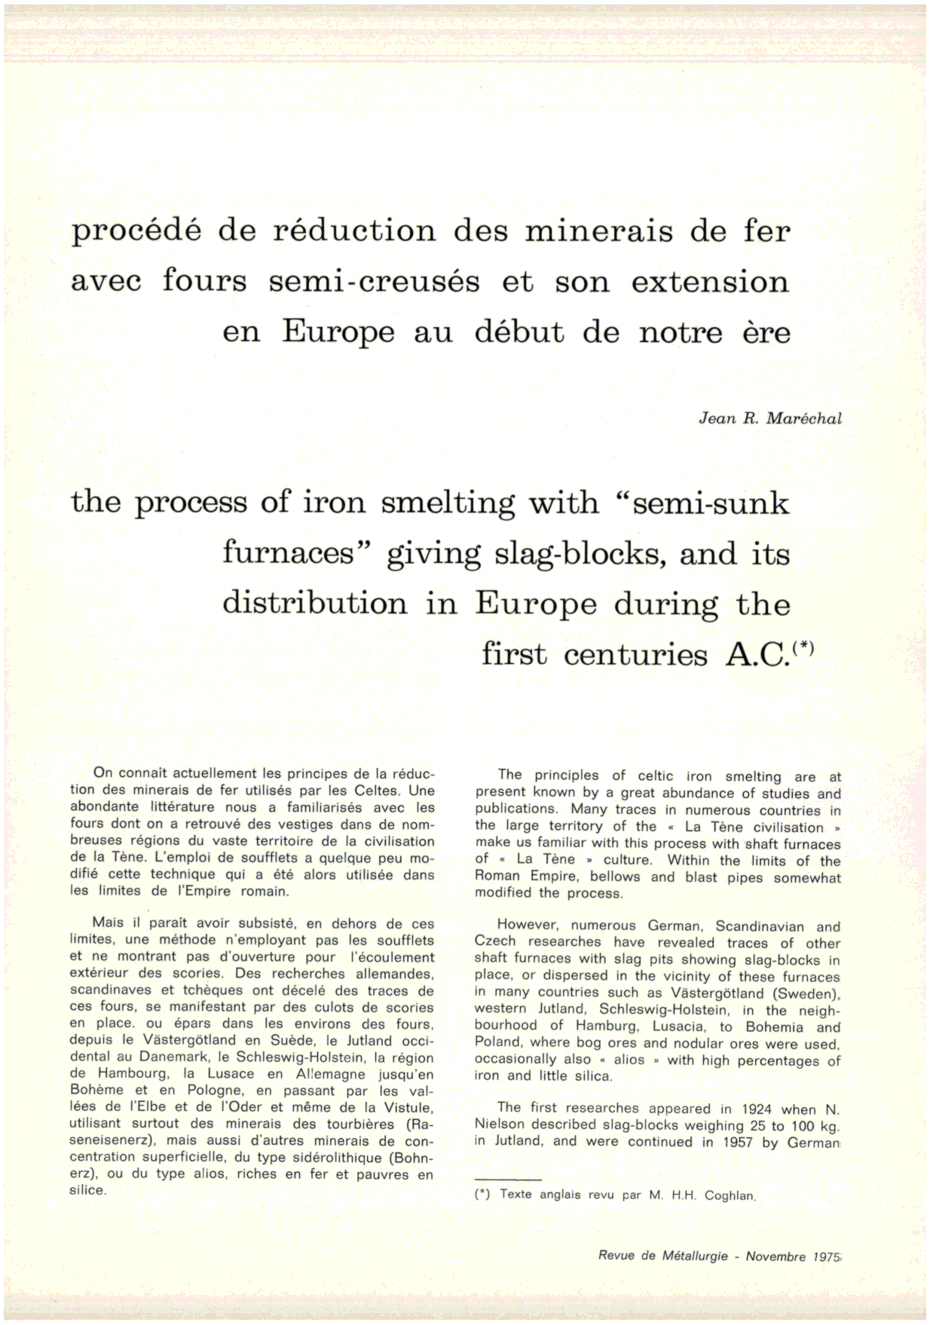 procédé de réduction des minerais de fer
avec fours semi-creusés et son extension
en Europe au début de notre ère
Jean R. Maréchal
the process of iron smelting with “semi-sunk
furnaces” giving slag-blocks, and its
distribution in Europe during the
first centuries A.C.(*)
On connaît actuellement les principes de la réduc-
tion des minerais de fer utilisés par les Celtes. Une
abondante littérature nous a familiarisés avec les
fours dont on a retrouvé des vestiges dans de nom-
breuses régions du vaste territoire de la civilisation
de la Tène. L'emploi de soufflets a quelque peu mo-
difié cette technique qui a été alors utilisée dans
les limites de l'Empire romain.
Mais il paraît avoir subsisté, en dehors de ces
limites, une méthode n'employant pas les soufflets
et ne montrant pas d'ouverture pour l'écoulement
extérieur des scories. Des recherches allemandes,
scandinaves et tchèques ont décelé des traces de
ces fours, se manifestant par des culots de scories
en place. ou épars dans les environs des fours,
depuis le Västergötland en Suède, le Jutland occi-
dental au Danemark, le Schleswig-Holstein, la région
de Hambourg, la Lusace en Allemagne jusqu'en
Bohème et en Pologne, en passant par les val-
lées de l'Elbe et de l'Oder et même de la Vistule,
utilisant surtout des minerais des tourbières (Ra-
seneisenerz), mais aussi d'autres minerais de con-
centration superficielle, du type sidérolithique (Bohn-
erz), ou du type alios, riches en fer et pauvres en
silice.
The principles of celtic iron smelting are at
present known by a great abundance of studies and
publications. Many traces in numerous countries in
the large territory of the « La Tène civilisation »
make us familiar with this process with shaft furnaces
of « La Tène » culture. Within the limits of the
Roman Empire, bellows and blast pipes somewhat
modified the process.
However, numerous German, Scandinavian and
Czech researches have revealed traces of other
shaft furnaces with slag pits showing slag-blocks in
place, or dispersed in the vicinity of these furnaces
in many countries such as Västergötland (Sweden),
western Jutland, Schleswig-Holstein, in the neigh-
bourhood of Hamburg, Lusacia, to Bohemia and
Poland, where bog ores and nodular ores were used,
occasionally also « alios » with high percentages of
iron and little silica.
The first researches appeared in 1924 when N.
Nielson described slag-blocks weighing 25 to 100 kg.
in Jutland, and were continued in 1957 by German
(*) Texte anglais revu par M. H.H. Coghlan.
Revue de Métallurgie - Novembre 1975